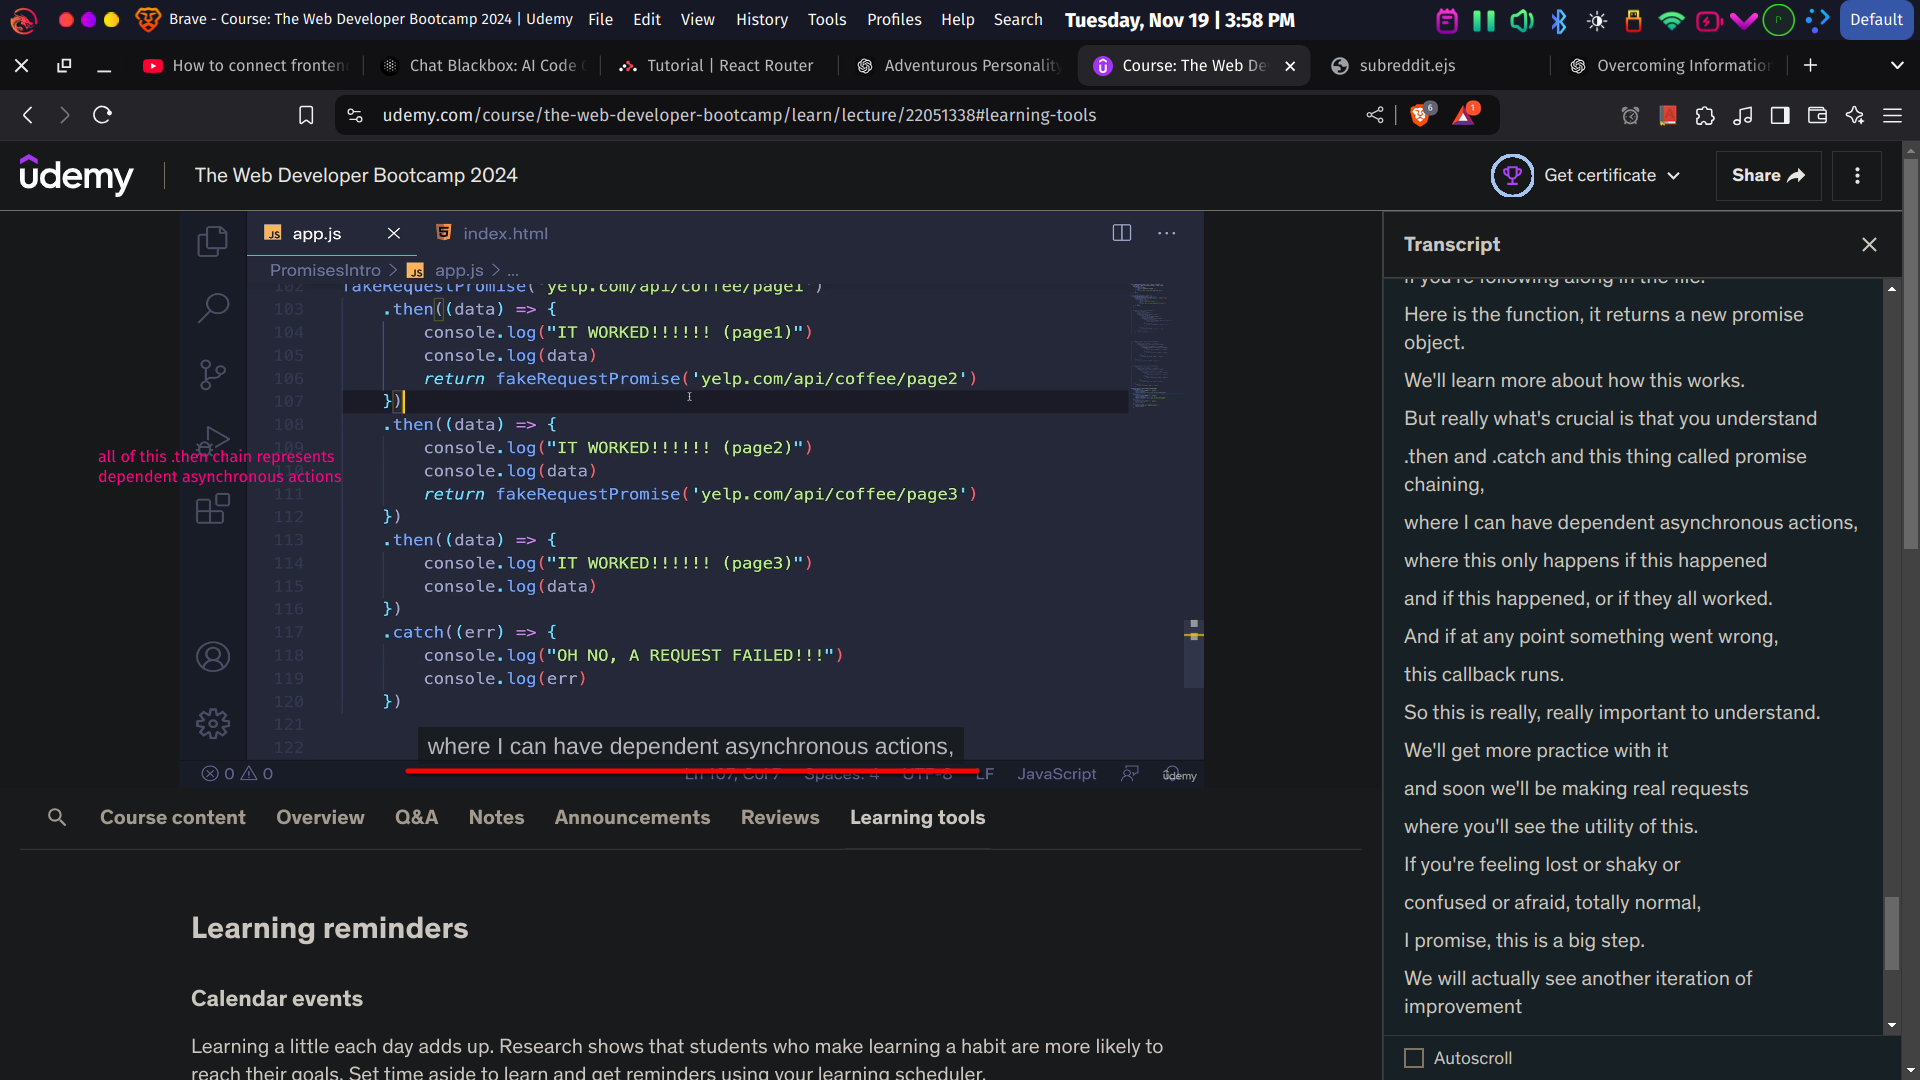 Brave - Course: The Web Developer Bootcamp 2024 | Udemy File Edit View History Tools Profiles Help Search Tuesday, Nov 19 | 3:58 PM Default
How to connect fronten Chat Blackbox: AI Code Tutorial | React Router Adventurous Personality Course: The Web De subreddit.ejs Overcoming Information
udemy.com/course/the-web-developer-bootcamp/learn/lecture/22051338#learning-tools 6 1
udemy The Web Developer Bootcamp 2024 Get certificate Share
JS app.js index.html
PromisesIntro > JS app.js > ...
102 fakeRequestPromise('yelp.com/api/coffee/page1')
103 .then((data) => {
104 console.log("IT WORKED!!!!!! (page1)")
105 console.log(data)
106 return fakeRequestPromise('yelp.com/api/coffee/page2')
107 })
108 .then((data) => {
109 console.log("IT WORKED!!!!!! (page2)")
110 console.log(data)
111 return fakeRequestPromise('yelp.com/api/coffee/page3')
112 })
113 .then((data) => {
114 console.log("IT WORKED!!!!!! (page3)")
115 console.log(data)
116 })
117 .catch((err) => {
118 console.log("OH NO, A REQUEST FAILED!!!")
119 console.log(err)
120 })
121
122
all of this .then chain represents
dependent asynchronous actions
where I can have dependent asynchronous actions,
0 0 Ln 107, Col 7 Spaces: 4 UTF-8 LF JavaScript udemy
Transcript
If you're following along in the file.
Here is the function, it returns a new promise
object.
We'll learn more about how this works.
But really what's crucial is that you understand
.then and .catch and this thing called promise
chaining,
where I can have dependent asynchronous actions,
where this only happens if this happened
and if this happened, or if they all worked.
And if at any point something went wrong,
this callback runs.
So this is really, really important to understand.
We'll get more practice with it
and soon we'll be making real requests
where you'll see the utility of this.
If you're feeling lost or shaky or
confused or afraid, totally normal,
I promise, this is a big step.
We will actually see another iteration of
improvement
Autoscroll
Course content Overview Q&A Notes Announcements Reviews Learning tools
Learning reminders
Calendar events
Learning a little each day adds up. Research shows that students who make learning a habit are more likely to
reach their goals. Set time aside to learn and get reminders using your learning scheduler.